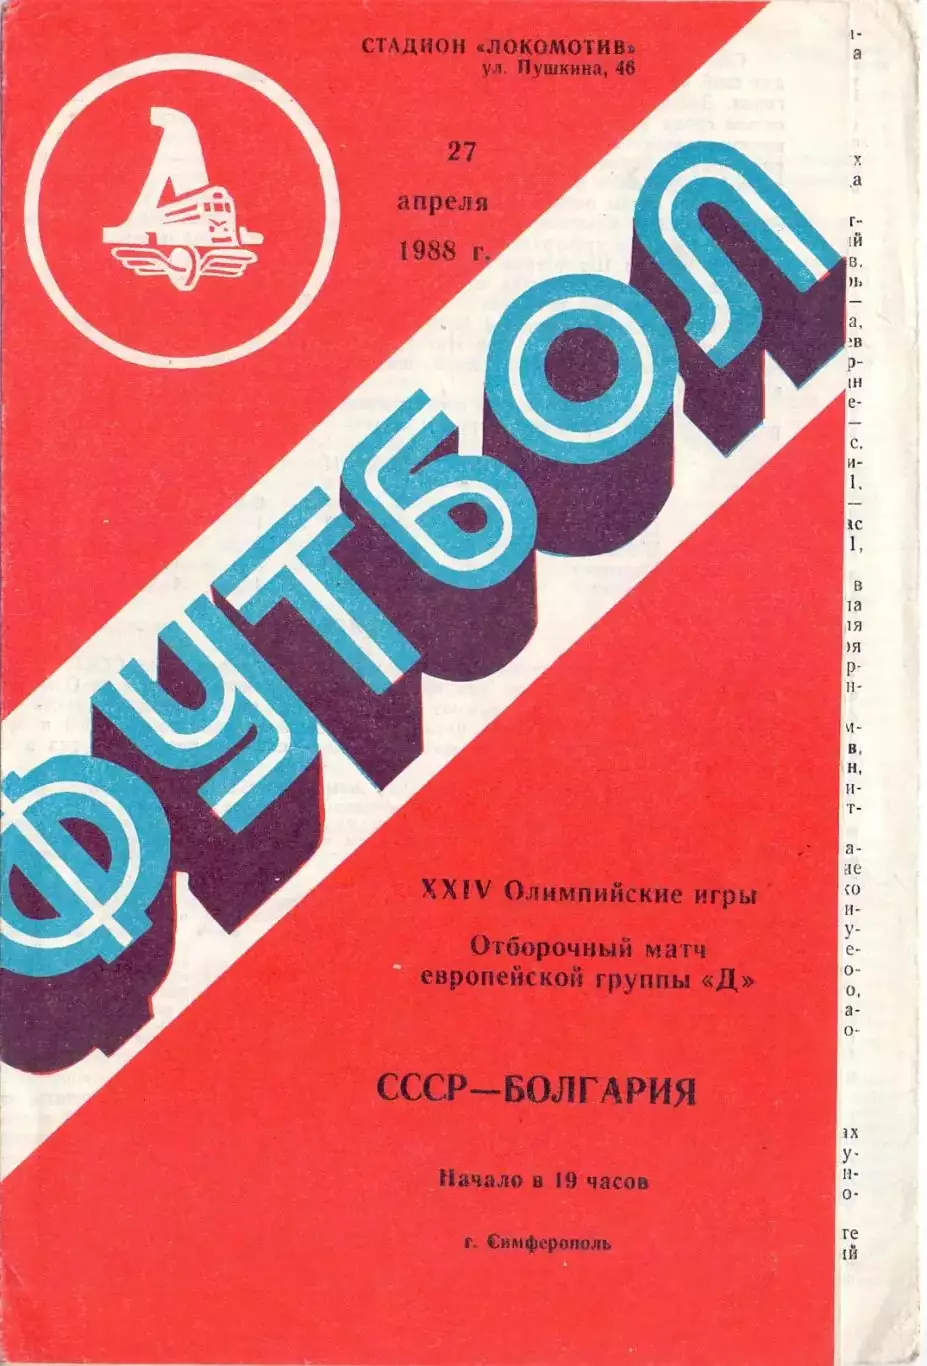 СТАДИОН «ЛОКОМОТИВ»
ул. Пушкина, 46
27
апреля
1988 г.
ФУТБОЛ
XXIV Олимпийские игры
Отборочный матч
европейской группы «Д»
СССР—БОЛГАРИЯ
Начало в 19 часов
г. Симферополь